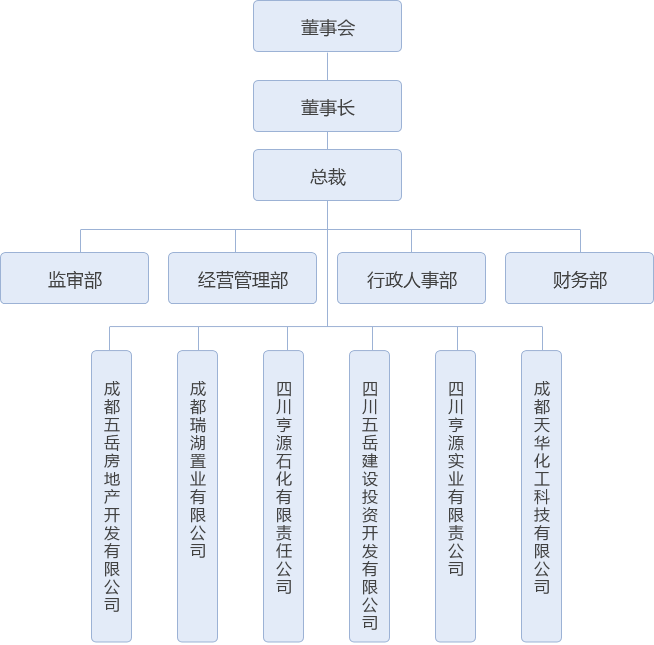 董事会
董事长
总裁
监审部
经营管理部
行政人事部
财务部
成都五岳房地产开发有限公司
成都瑞湖置业有限公司
四川亨源石化有限责任公司
四川五岳建设投资开发有限公司
四川亨源实业有限责公司
成都天华化工科技有限公司